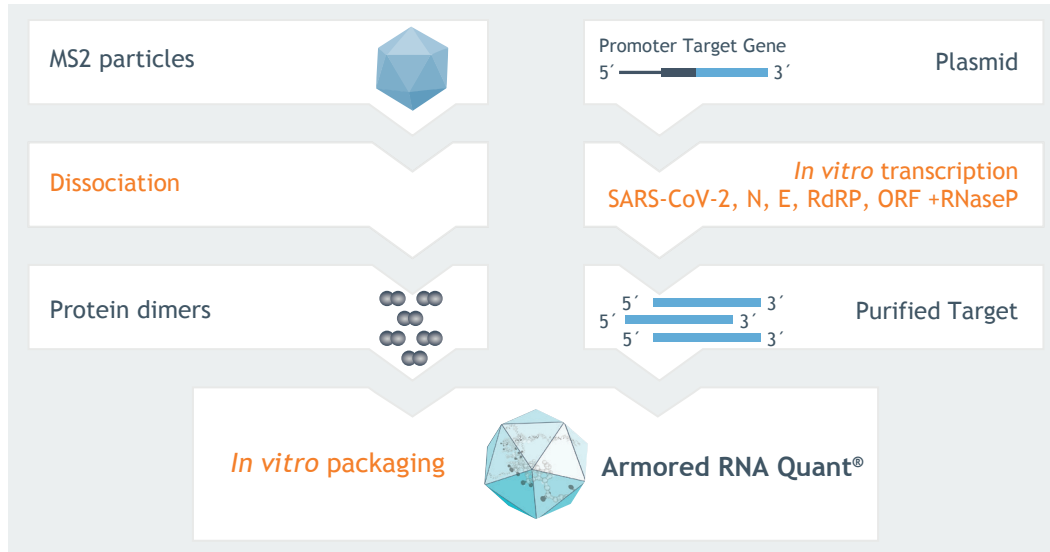 MS2 particles
Promoter Target Gene
5´ 3´
Plasmid
Dissociation
In vitro transcription
SARS-CoV-2, N, E, RdRP, ORF +RNaseP
Protein dimers
5´ 3´
5´ 3´
5´ 3´
Purified Target
In vitro packaging
Armored RNA Quant®